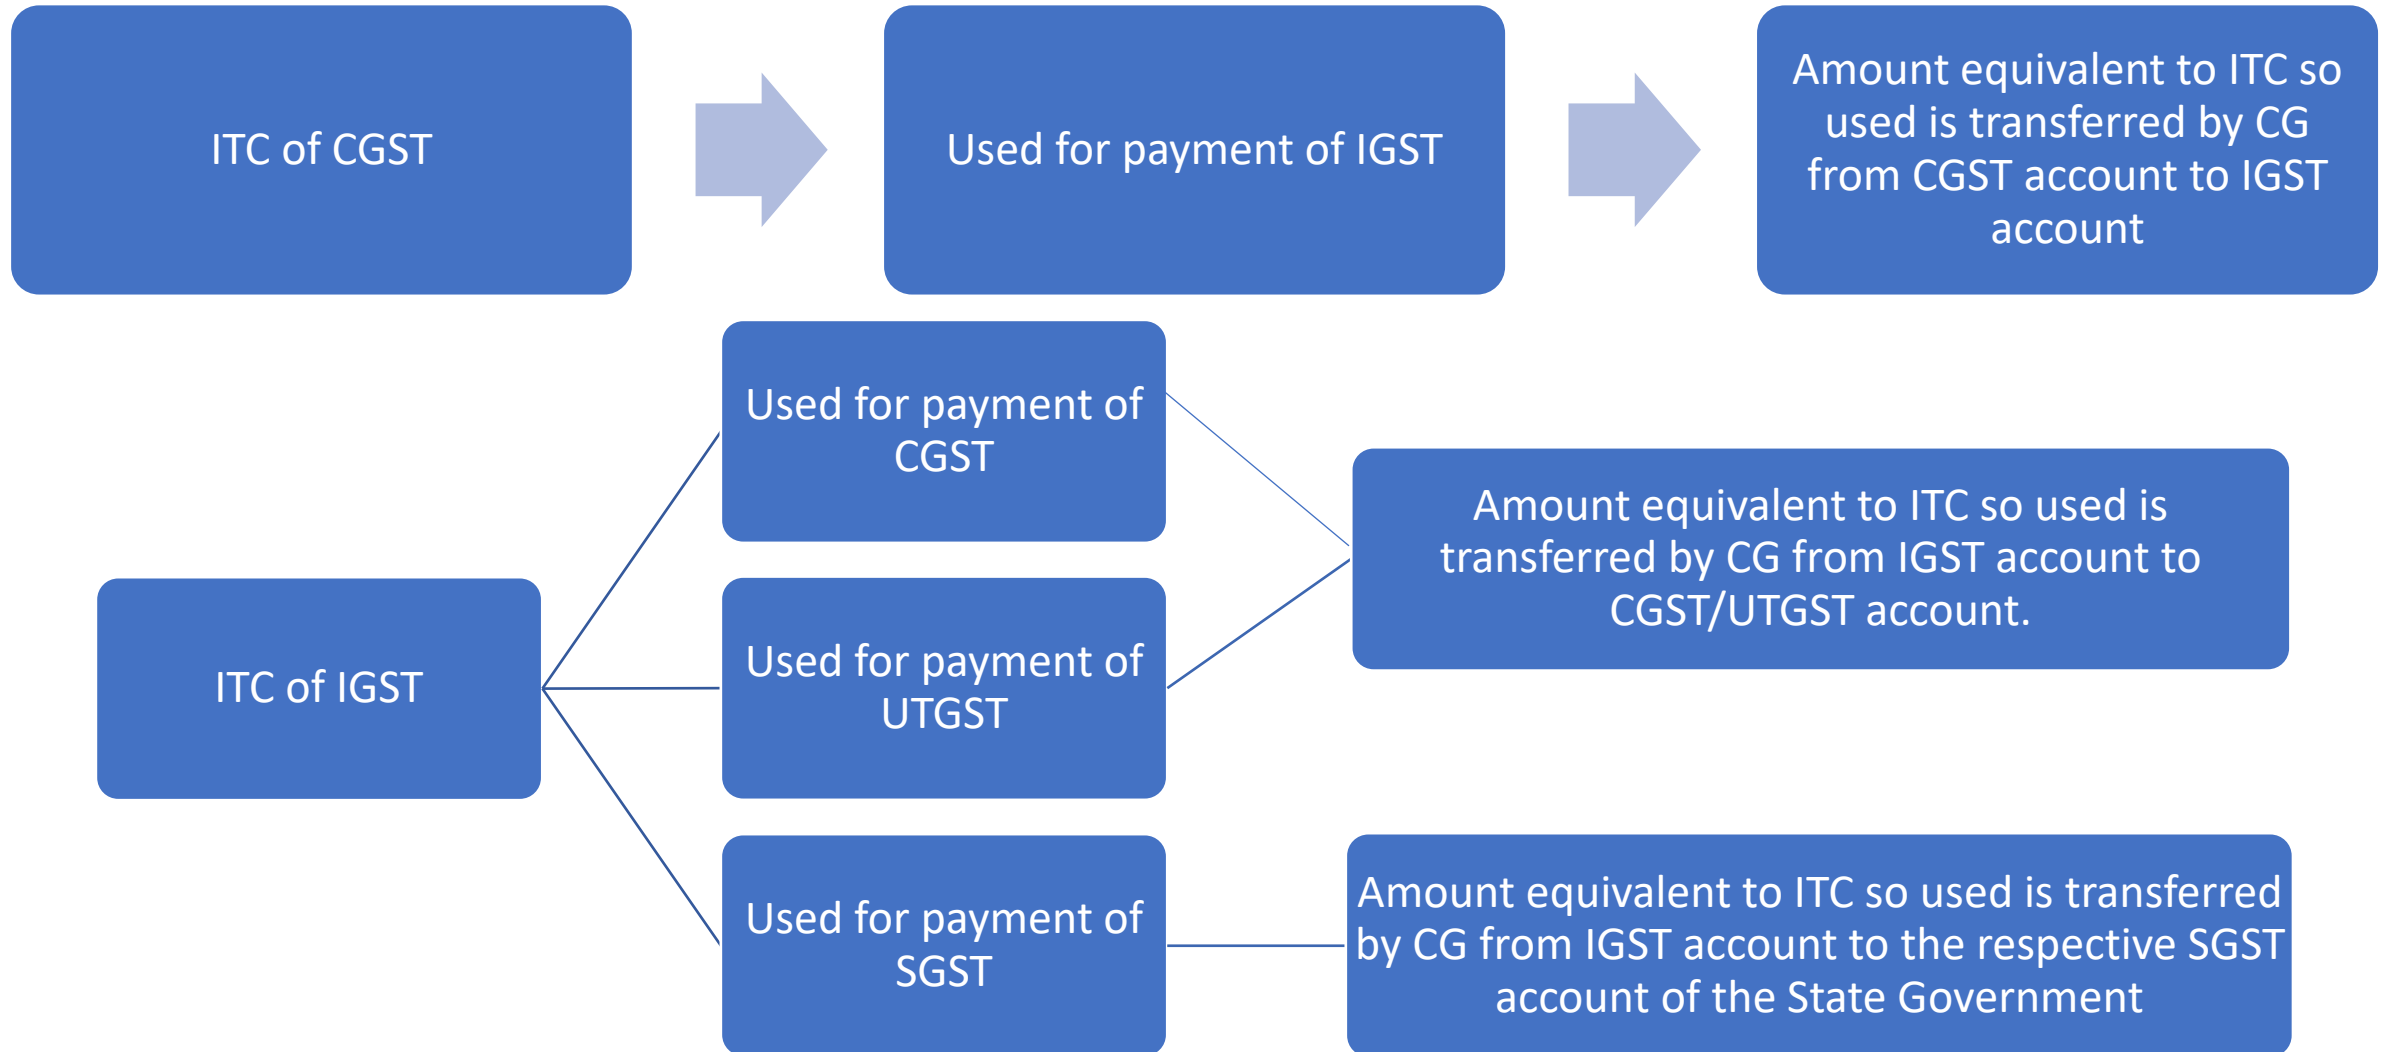 ITC of CGST
Used for payment of IGST
Amount equivalent to ITC so
used is transferred by CG
from CGST account to IGST
account
Used for payment of
CGST
Amount equivalent to ITC so used is
transferred by CG from IGST account to
CGST/UTGST account.
ITC of IGST
Used for payment of
UTGST
Used for payment of
SGST
Amount equivalent to ITC so used is transferred
by CG from IGST account to the respective SGST
account of the State Government